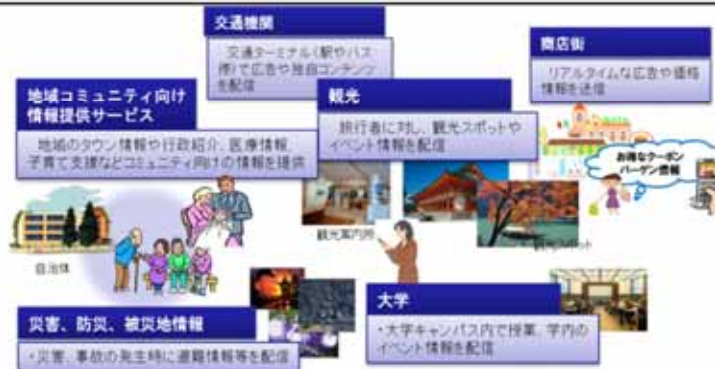 交通機関
交通ターミナル(駅やバス
停)で広告や独自コンテンツ
を配信
商店街
リアルタイムな広告や価格
情報を送信
地域コミュニティ向け
情報提供サービス
地域のタウン情報や行政紹介、医療情報、
子育て支援などコミュニティ向けの情報を提供
観光
旅行者に対し、観光スポットや
イベント情報を配信
お得なクーポン
バーゲン情報
観光案内所
観光スポット
自治体
災害、防災、被災地情報
・災害、事故の発生時に避難情報等を配信
大学
・大学キャンパス内で授業、学内の
イベント情報を配信